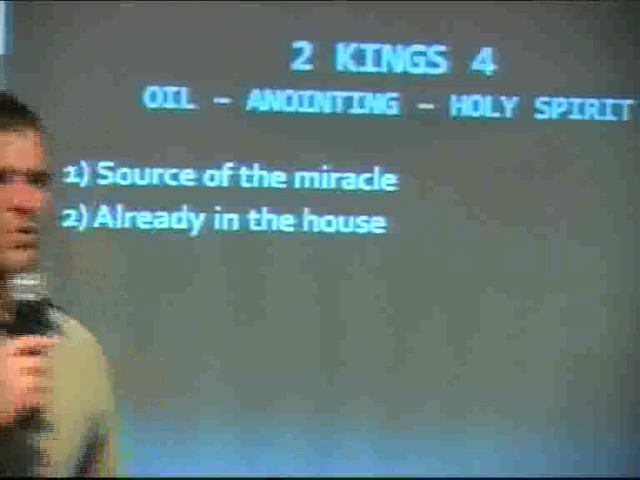 2 KINGS 4
OIL - ANOINTING - HOLY SPIRIT
1) Source of the miracle
2) Already in the house